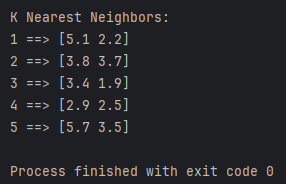 K Nearest Neighbors:
1 ==> [5.1 2.2]
2 ==> [3.8 3.7]
3 ==> [3.4 1.9]
4 ==> [2.9 2.5]
5 ==> [5.7 3.5]
Process finished with exit code 0